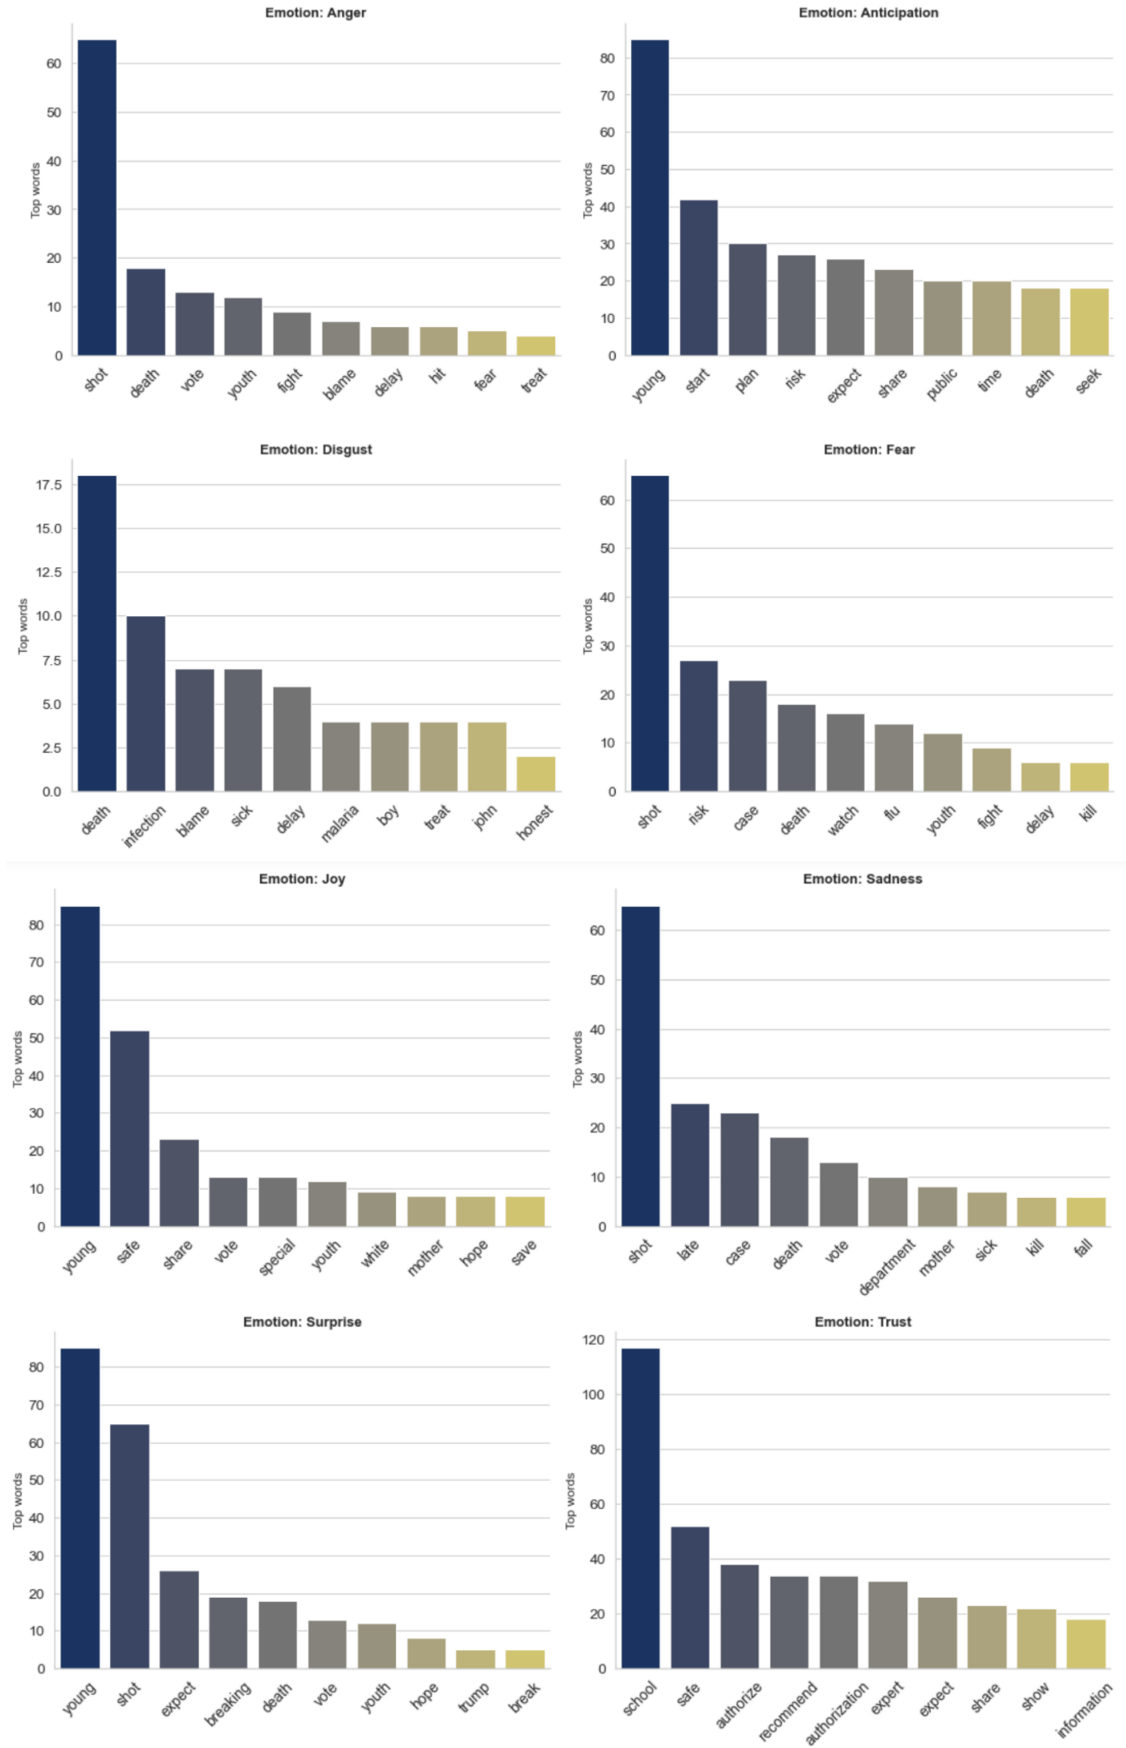 Emotion: Anger
Top words
60
50
40
30
20
10
0
shot death vote youth fight blame delay hit fear treat
Emotion: Anticipation
Top words
80
70
60
50
40
30
20
10
0
young start plan risk expect share public time death seek
Emotion: Disgust
Top words
17.5
15.0
12.5
10.0
7.5
5.0
2.5
0.0
death infection blame sick delay malaria boy treat john honest
Emotion: Fear
Top words
60
50
40
30
20
10
0
shot risk case death watch flu youth fight delay kill
Emotion: Joy
Top words
80
70
60
50
40
30
20
10
0
young safe share vote special youth white mother hope save
Emotion: Sadness
Top words
60
50
40
30
20
10
0
shot late case death vote department mother sick kill fall
Emotion: Surprise
Top words
80
70
60
50
40
30
20
10
0
young shot expect breaking death vote youth hope trump break
Emotion: Trust
Top words
120
100
80
60
40
20
0
school safe authorize recommend authorization expert expect share show information